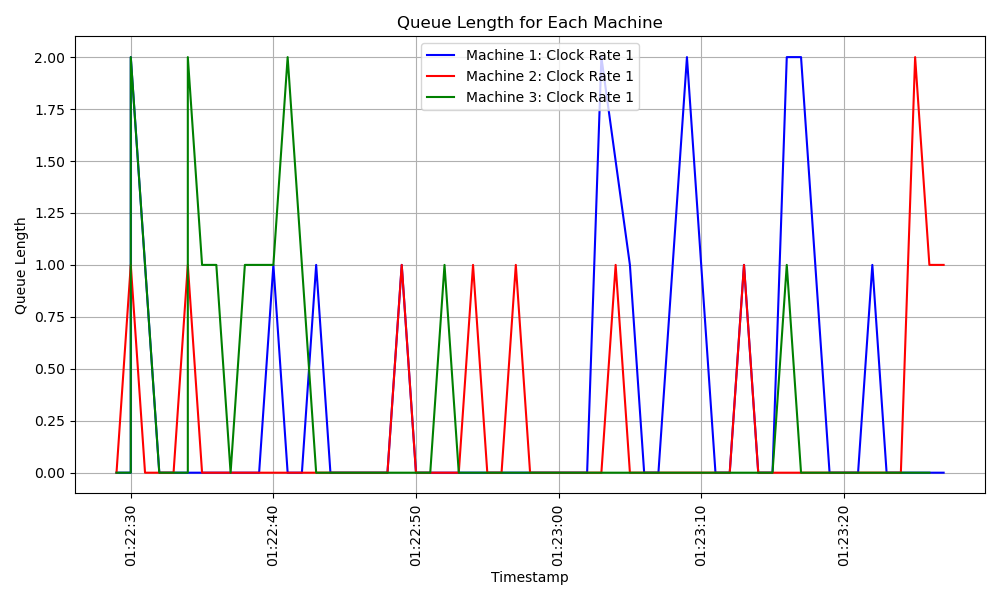 Queue Length for Each Machine
Machine 1: Clock Rate 1
Machine 2: Clock Rate 1
Machine 3: Clock Rate 1
Queue Length
2.00
1.75
1.50
1.25
1.00
0.75
0.50
0.25
0.00
01:22:30
01:22:40
01:22:50
01:23:00
01:23:10
01:23:20
Timestamp